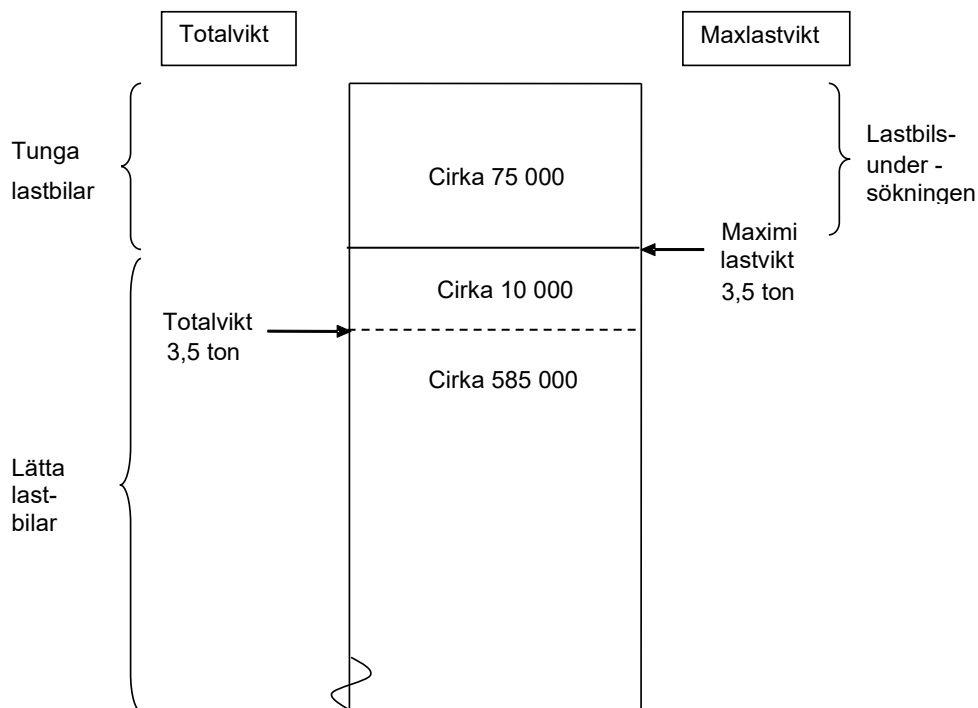 Totalvikt
Maxlastvikt
Tunga
lastbilar
Cirka 75 000
Lastbils-
under -
sökningen
Maximi
lastvikt
3,5 ton
Cirka 10 000
Totalvikt
3,5 ton
Cirka 585 000
Lätta
last-
bilar